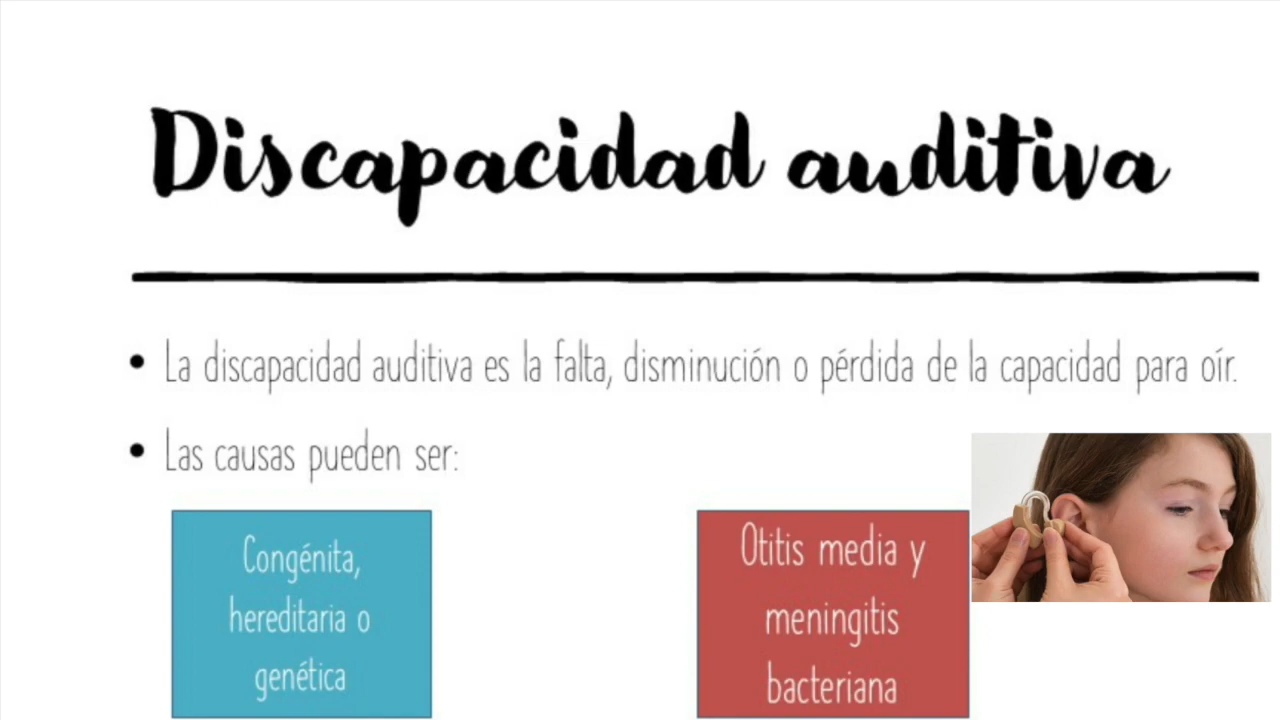 Discapacidad auditiva
• La discapacidad auditiva es la falta, disminución o pérdida de la capacidad para oír.
• Las causas pueden ser:
Congénita,
hereditaria o
genética
Otitis media y
meningitis
bacteriana